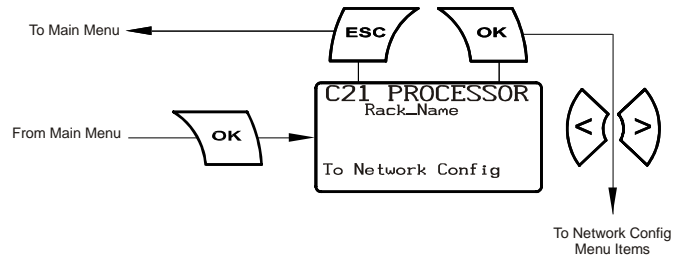 To Main Menu
ESC
OK
C21 PROCESSOR
Rack_Name
From Main Menu
OK
< >
To Network Config
To Network Config
Menu Items